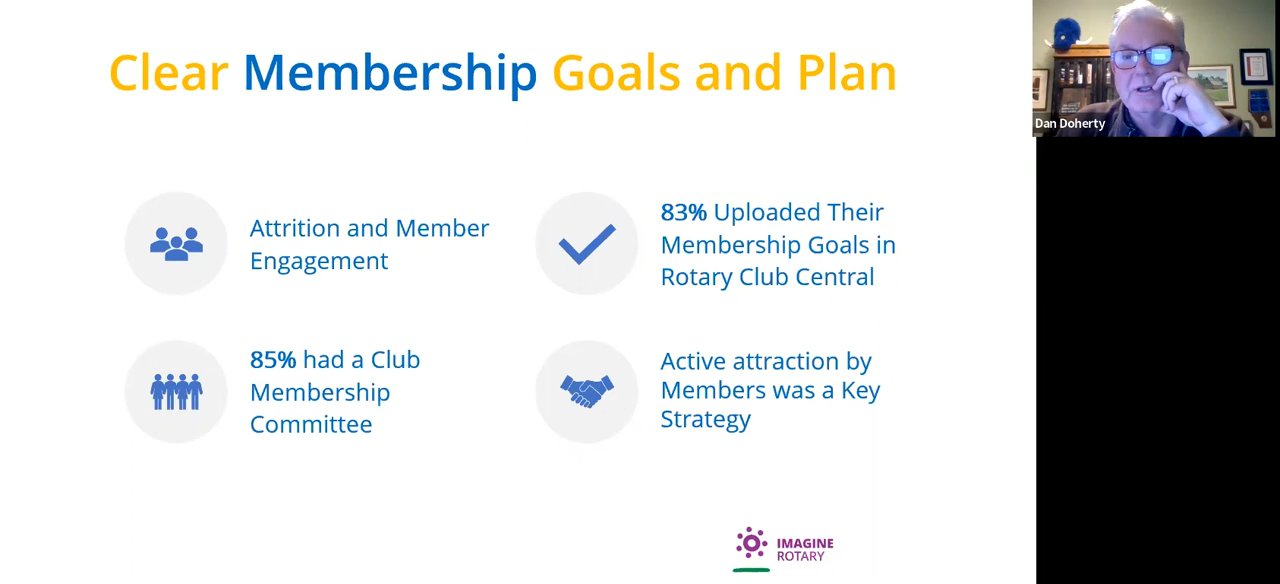 Clear Membership Goals and Plan
Attrition and Member
Engagement
83% Uploaded Their
Membership Goals in
Rotary Club Central
85% had a Club
Membership
Committee
Active attraction by
Members was a Key
Strategy
IMAGINE
ROTARY
Dan Doherty